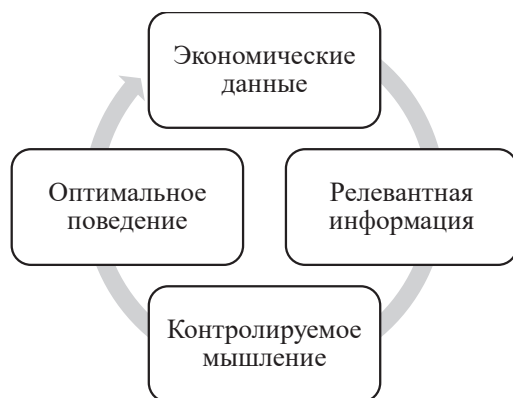 Экономические
данные
Релевантная
информация
Контролируемое
мышление
Оптимальное
поведение